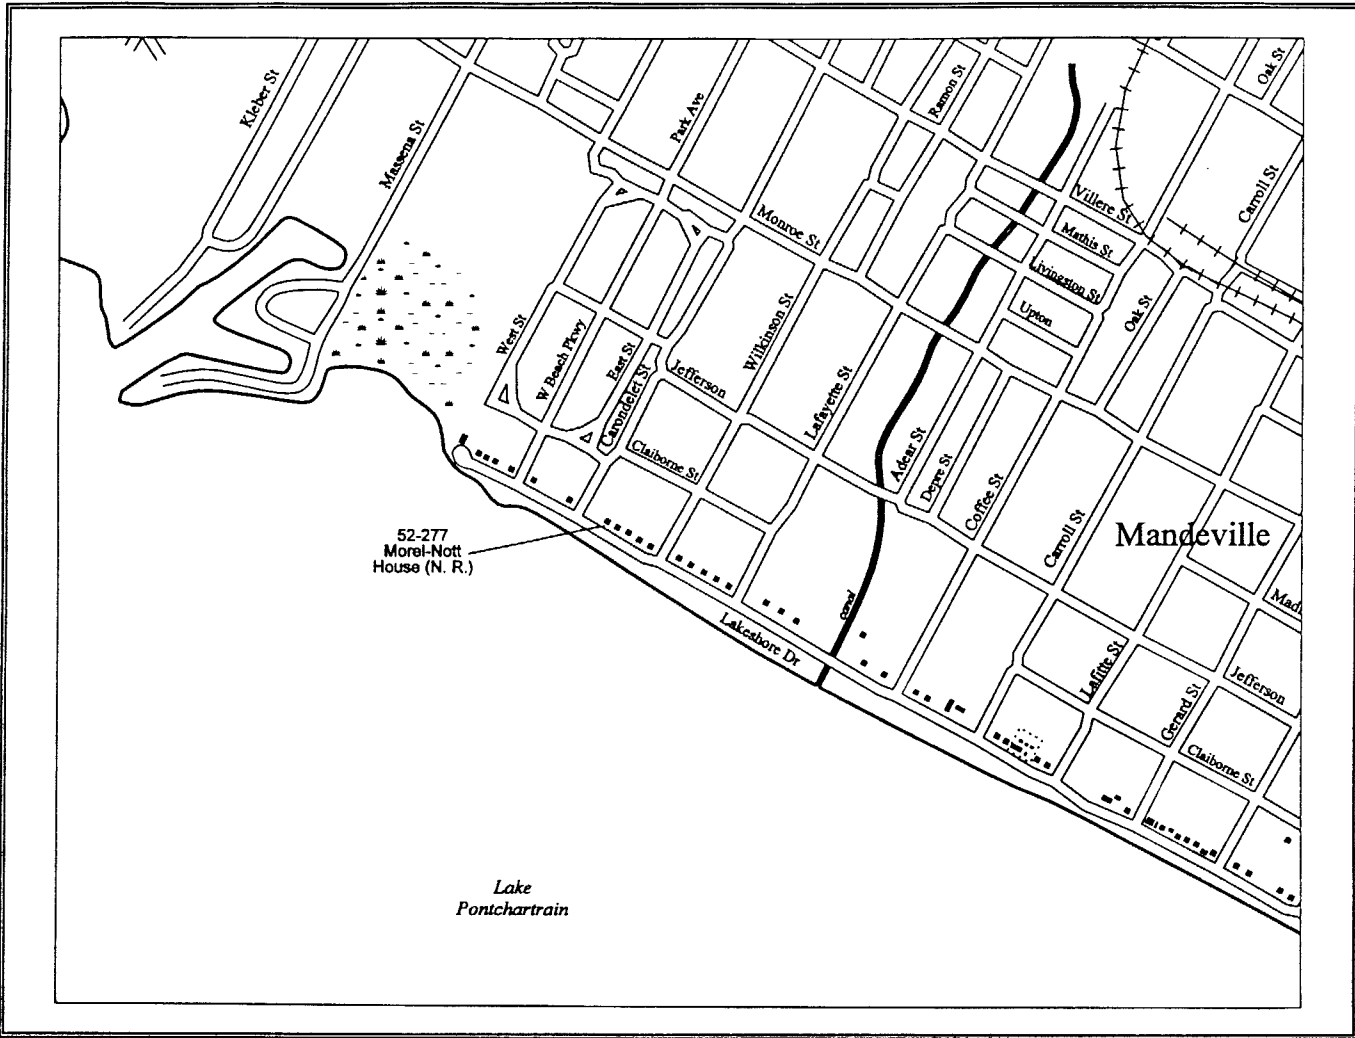 Kleber St
Massena St
Park Ave
Ramon St
Oak St
Carroll St
Villere St
Mathis St
Livingston St
Upton
Oak St
Monroe St
Wilkinson St
Lafayette St
West St
W Beach Pkwy
East St
Carondelet St
Jefferson
Claiborne St
Adear St
Depre St
Coffee St
Carroll St
Mandeville
52-277
Morel-Nott
House (N. R.)
canal
Lakeshore Dr
Madi
Lafitte St
Gerard St
Jefferson
Claiborne St
Lake
Pontchartrain